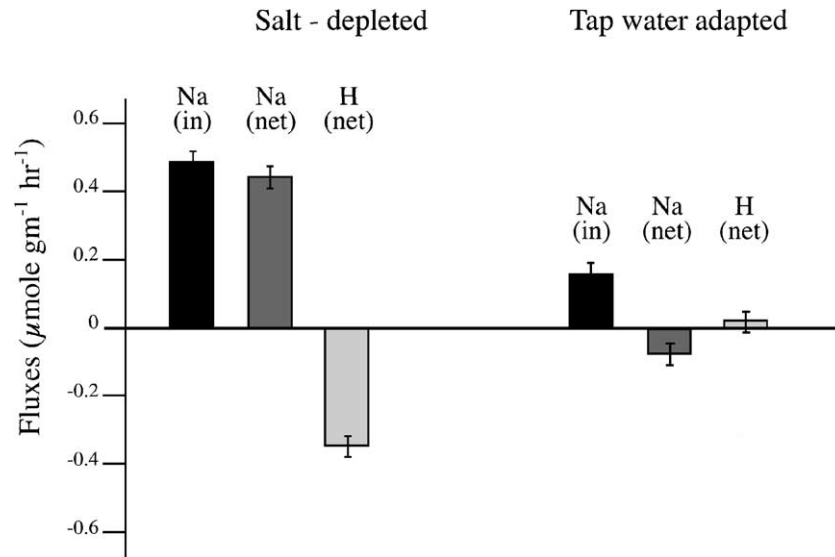 Salt - depleted
Tap water adapted
Na
(in)
Na
(net)
H
(net)
Na
(in)
Na
(net)
H
(net)
Fluxes (μmole gm⁻¹ hr⁻¹)
0.6
0.4
0.2
0
-0.2
-0.4
-0.6